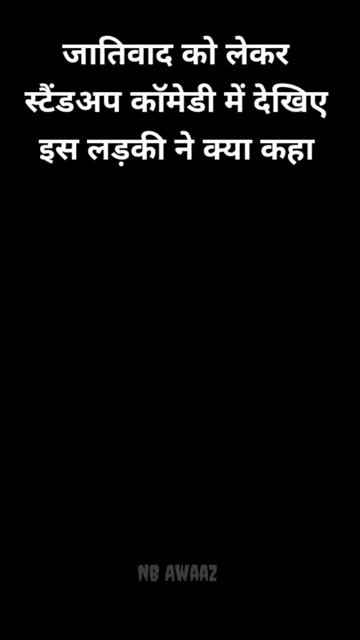 जातिवाद को लेकर
स्टैंडअप कॉमेडी में देखिए
इस लड़की ने क्या कहा
NB AWAAZ